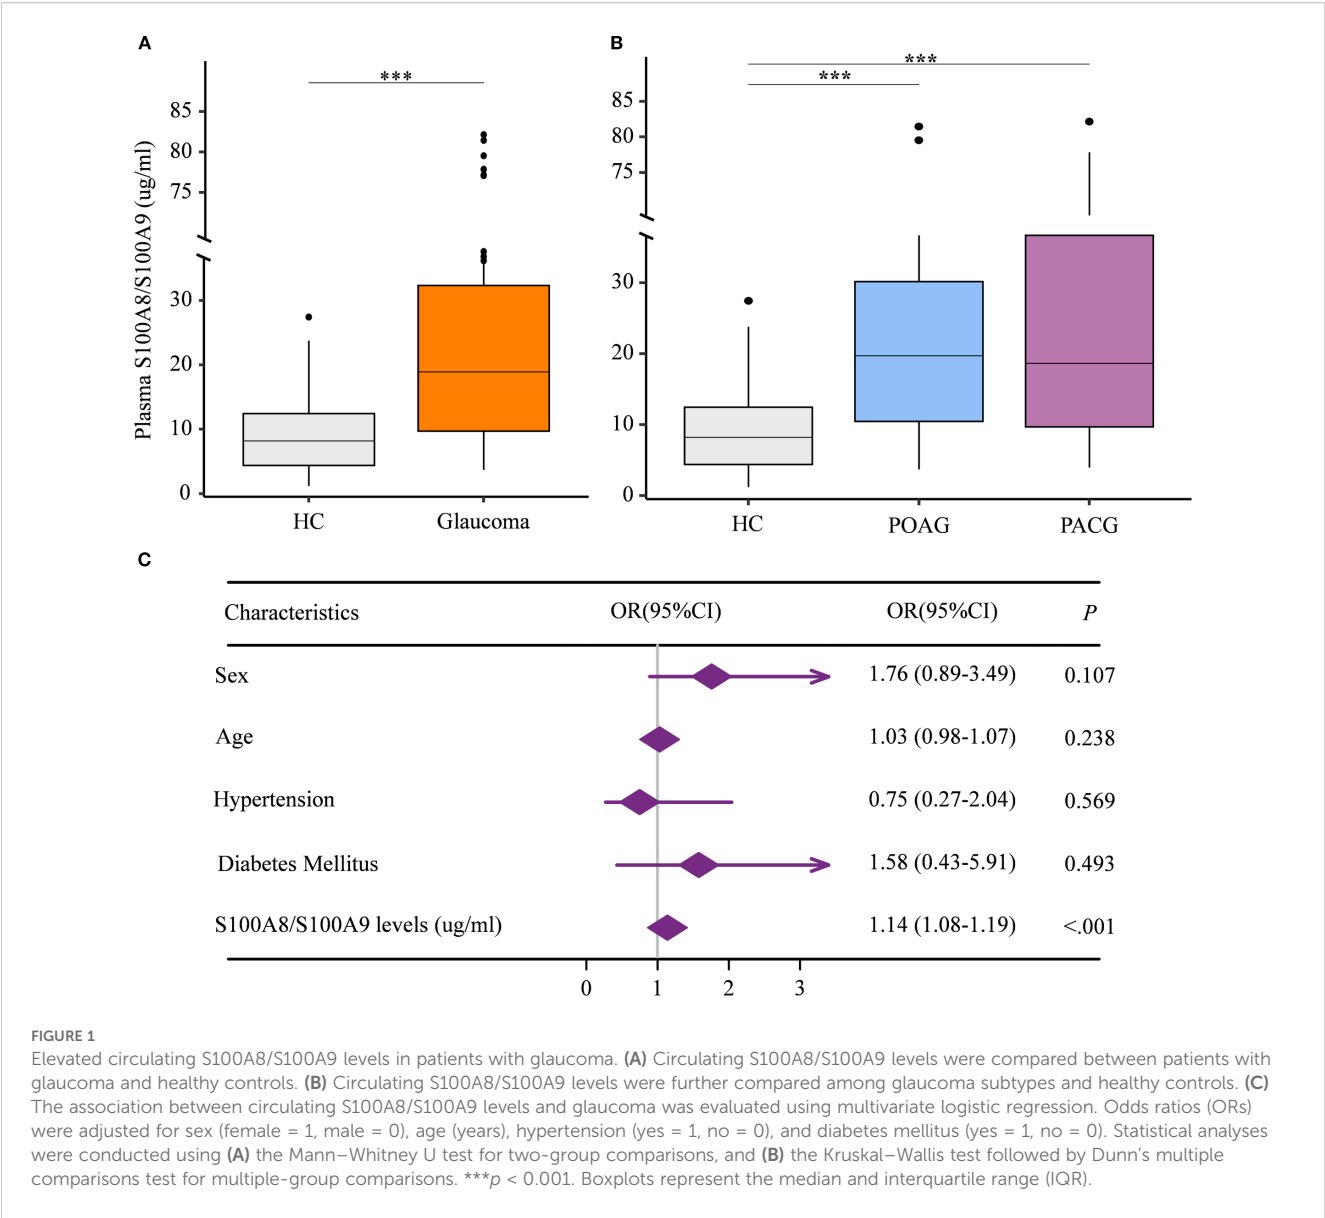 A
***
85
80
75
30
20
10
0
Plasma S100A8/S100A9 (ug/ml)
HC
Glaucoma
B
***
***
85
80
75
30
20
10
0
HC
POAG
PACG
C
Characteristics OR(95%CI) OR(95%CI) P
Sex 1.76 (0.89-3.49) 0.107
Age 1.03 (0.98-1.07) 0.238
Hypertension 0.75 (0.27-2.04) 0.569
Diabetes Mellitus 1.58 (0.43-5.91) 0.493
S100A8/S100A9 levels (ug/ml) 1.14 (1.08-1.19) <.001
0 1 2 3
FIGURE 1
Elevated circulating S100A8/S100A9 levels in patients with glaucoma. (A) Circulating S100A8/S100A9 levels were compared between patients with
glaucoma and healthy controls. (B) Circulating S100A8/S100A9 levels were further compared among glaucoma subtypes and healthy controls. (C)
The association between circulating S100A8/S100A9 levels and glaucoma was evaluated using multivariate logistic regression. Odds ratios (ORs)
were adjusted for sex (female = 1, male = 0), age (years), hypertension (yes = 1, no = 0), and diabetes mellitus (yes = 1, no = 0). Statistical analyses
were conducted using (A) the Mann–Whitney U test for two-group comparisons, and (B) the Kruskal–Wallis test followed by Dunn's multiple
comparisons test for multiple-group comparisons. ***p < 0.001. Boxplots represent the median and interquartile range (IQR).